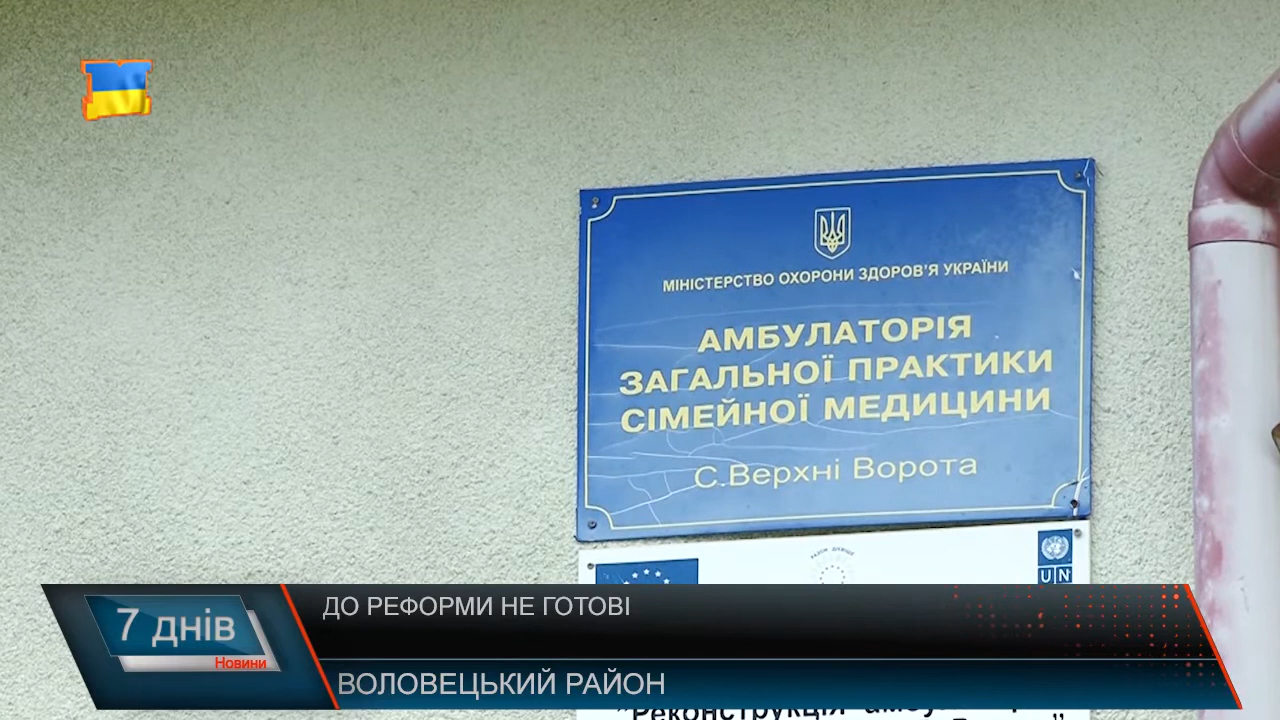 МІНІСТЕРСТВО ОХОРОНИ ЗДОРОВ'Я УКРАЇНИ
АМБУЛАТОРІЯ
ЗАГАЛЬНОЇ ПРАКТИКИ
СІМЕЙНОЇ МЕДИЦИНИ
С.Верхні Ворота
UN
7 днів
Новини
ДО РЕФОРМИ НЕ ГОТОВІ
ВОЛОВЕЦЬКИЙ РАЙОН
"Реконструкція